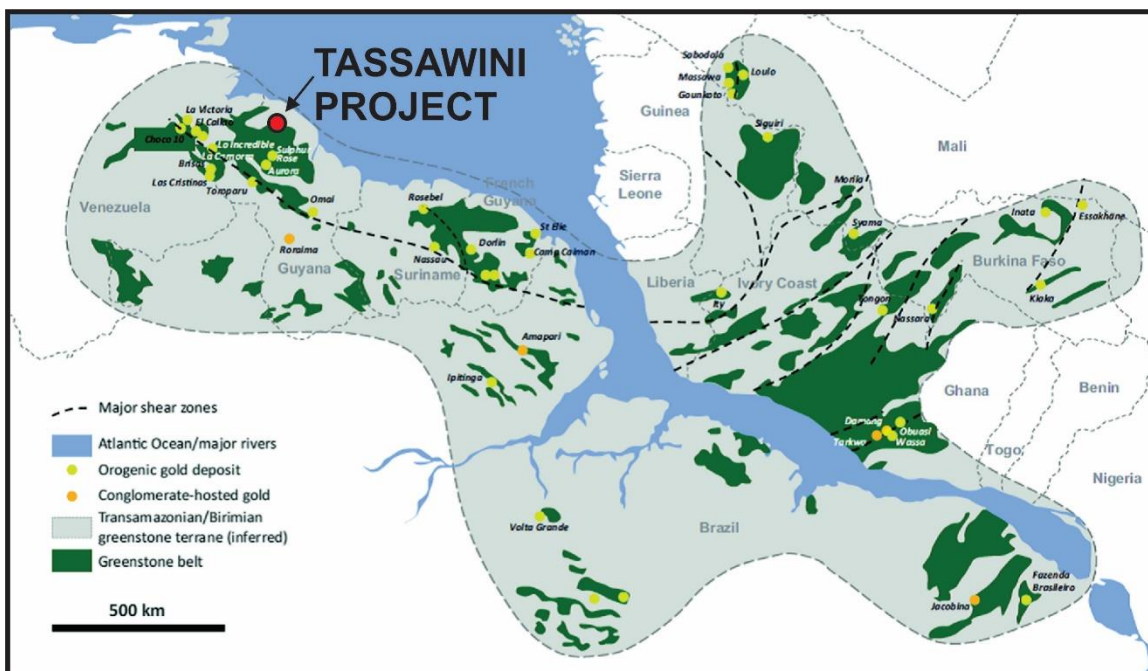 TASSAWINI
PROJECT
La Victoria
El Callao
Choco 10
La Incredible
La Camorra
Brisas
Las Cristinas
Toroparu
Sulphur
Rose
Aurora
Omai
Venezuela
Roraima
Guyana
Rosebel
French
Guyana
St Elie
Dorlin
Camp Caiman
Nassau
Suriname
Amapari
Ipitinga
Sabodala
Massawa
Loulo
Gounkoto
Guinea
Siguiri
Mali
Sierra
Leone
Morila
Syama
Inata
Essakhane
Burkina Faso
Kiaka
Liberia
Ivory Coast
Ity
Tongon
Nassara
Ghana
Benin
Togo
Nigeria
Damang
Obuasi
Tarkwa
Wassa
Brazil
Volta Grande
Jacobina
Fazenda
Brasileiro
Major shear zones
Atlantic Ocean/major rivers
Orogenic gold deposit
Conglomerate-hosted gold
Transamazonian/Birimian
greenstone terrane (inferred)
Greenstone belt
500 km